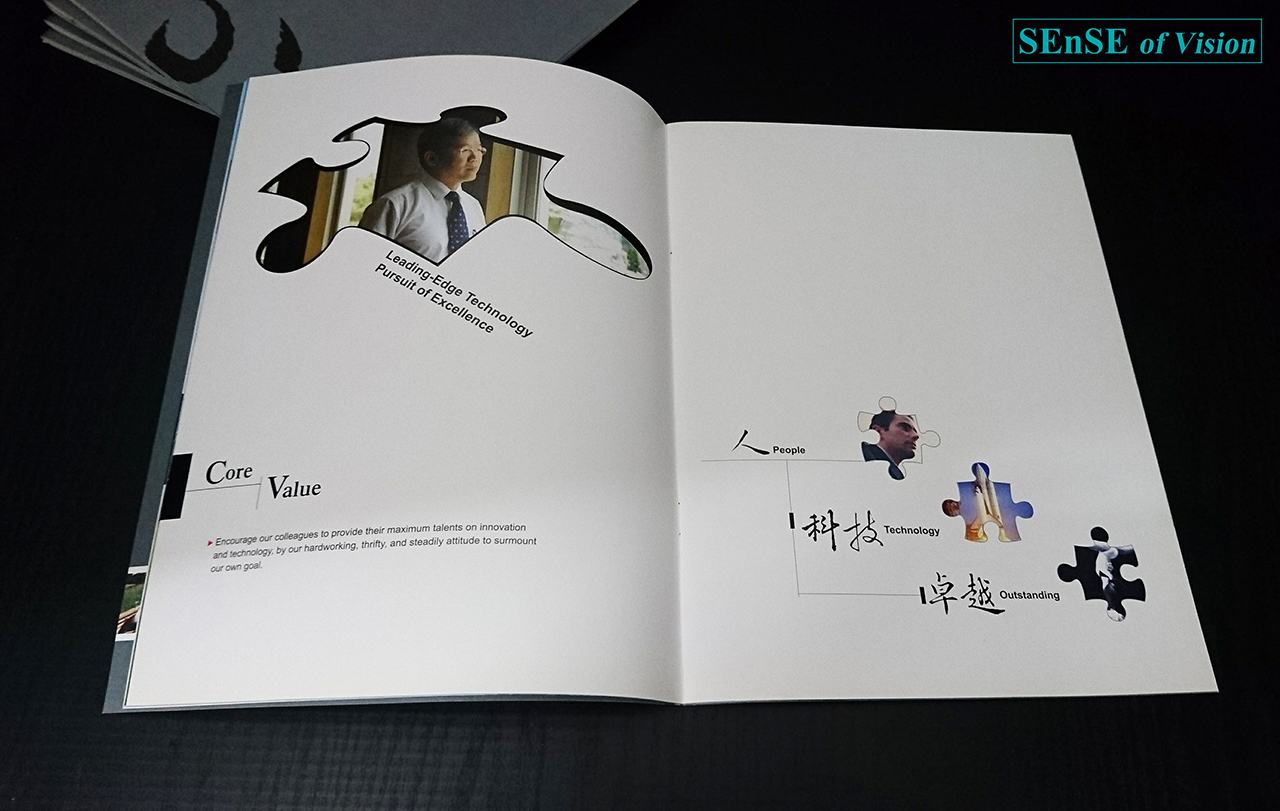 SEnSE of Vision
Leading-Edge Technology
Pursuit of Excellence
Core
Value
Encourage our colleagues to provide their maximum talents on innovation
and technology, by our hardworking, thrifty, and steadily attitude to surmount
our own goal.
人 People
科技 Technology
卓越 Outstanding